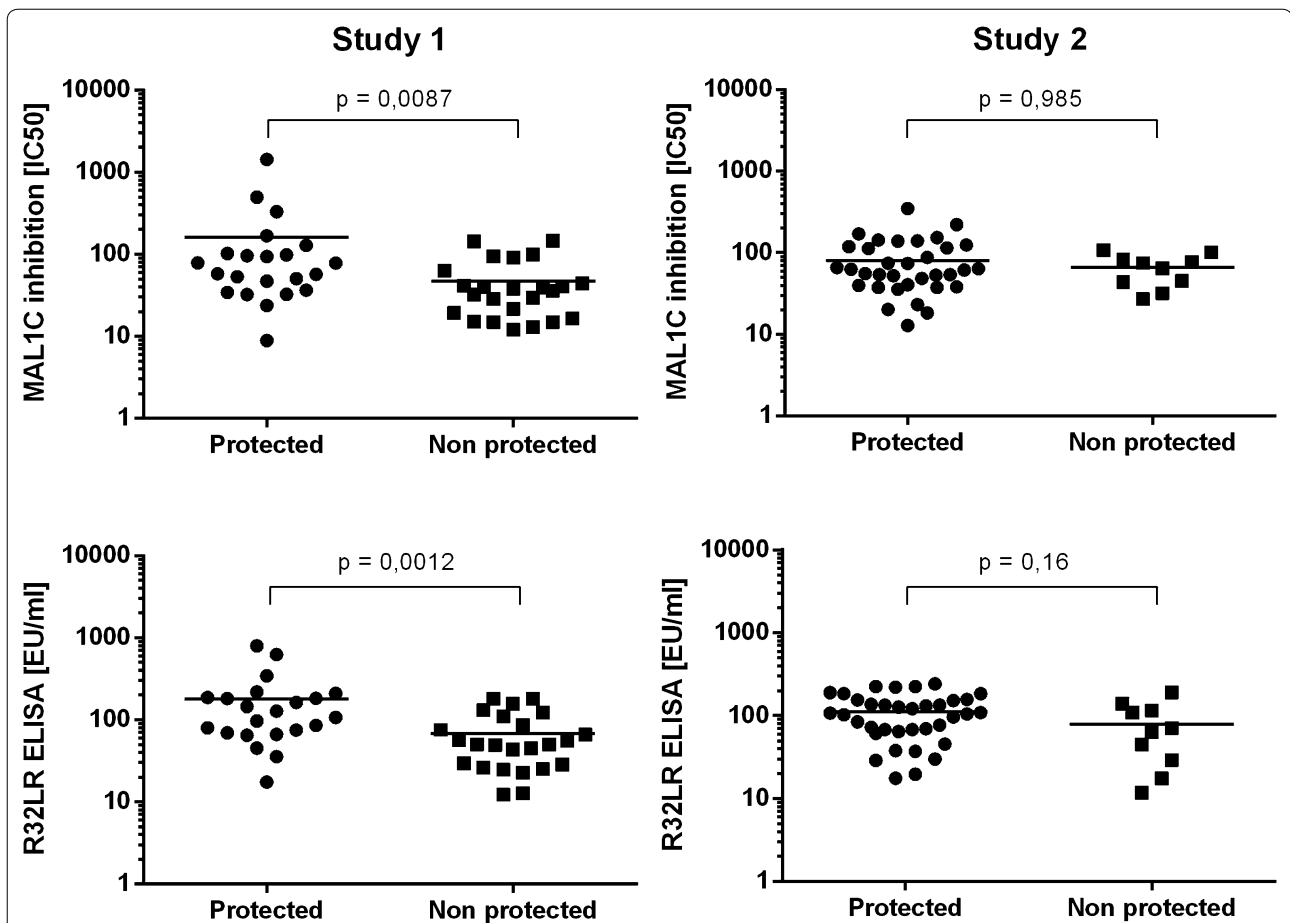 Study 1
Study 2
MAL1C inhibition [IC50]
10000
1000
100
10
1
p = 0,0087
Protected
Non protected
MAL1C inhibition [IC50]
10000
1000
100
10
1
p = 0,985
Protected
Non protected
R32LR ELISA [EU/ml]
10000
1000
100
10
1
p = 0,0012
Protected
Non protected
R32LR ELISA [EU/ml]
10000
1000
100
10
1
p = 0,16
Protected
Non protected